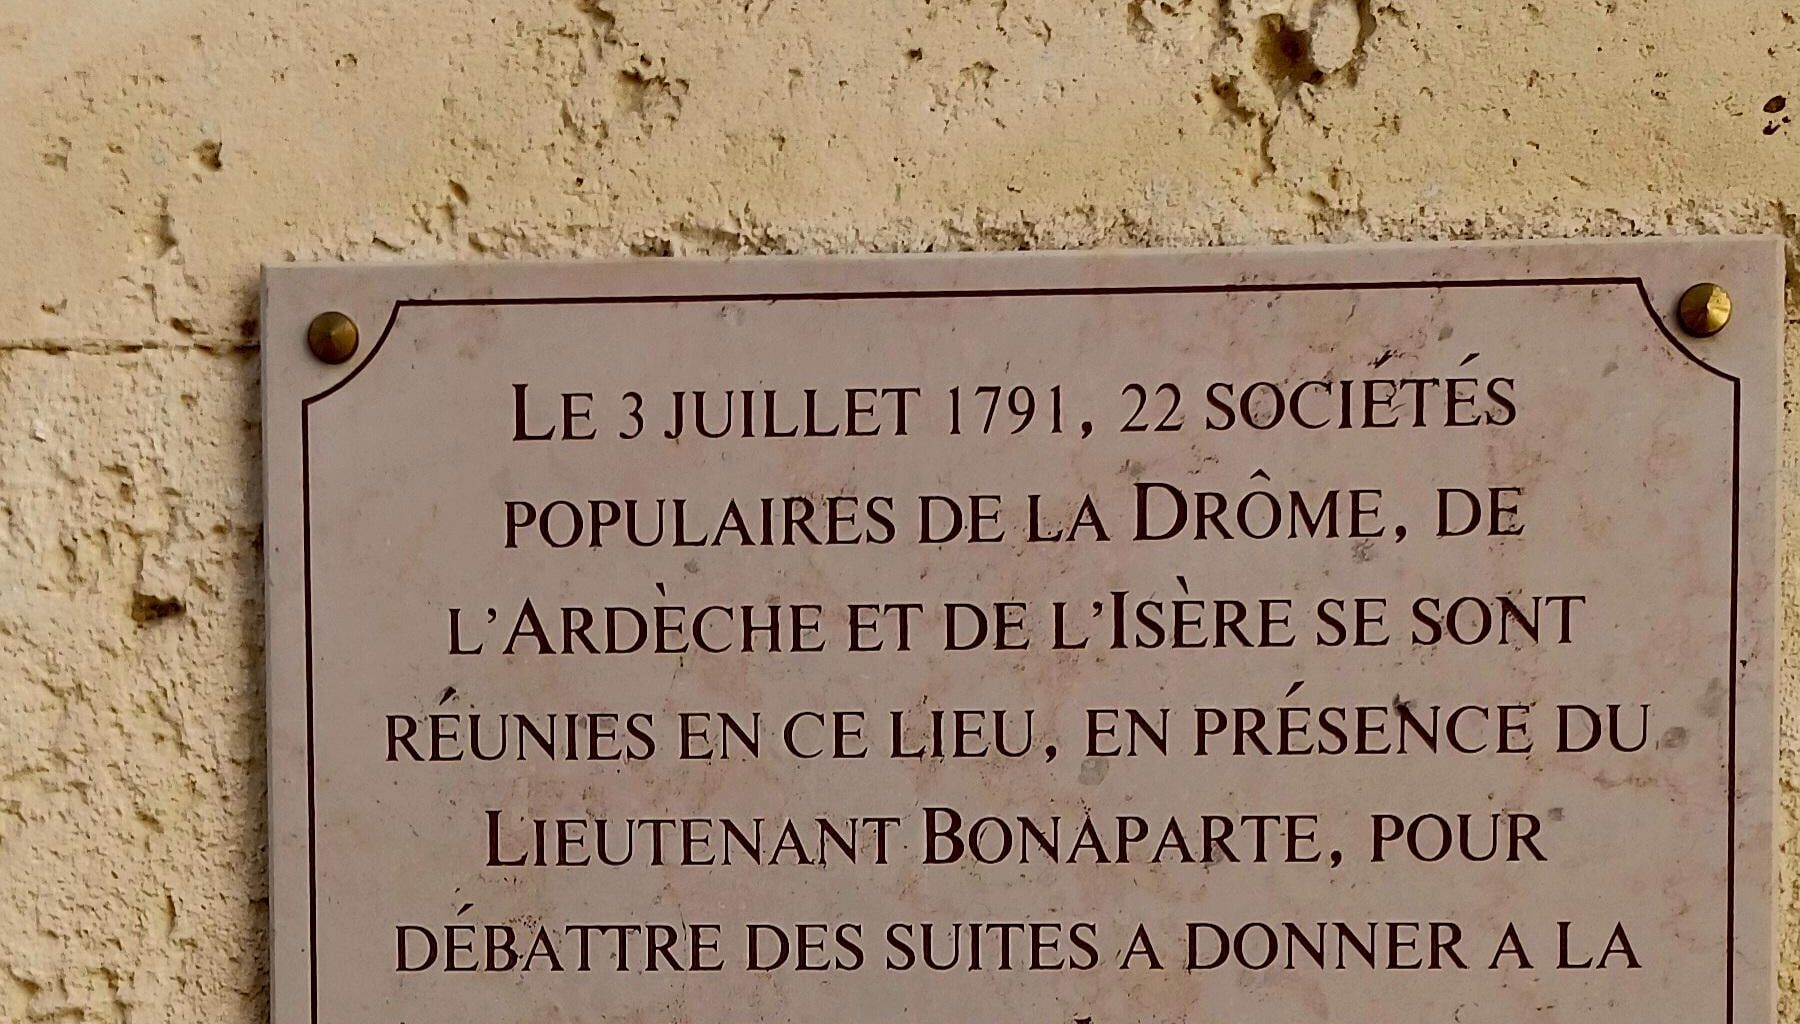 LE 3 JUILLET 1791, 22 SOCIÉTÉS
POPULAIRES DE LA DRÔME, DE
L'ARDÈCHE ET DE L'ISÈRE SE SONT
RÉUNIES EN CE LIEU, EN PRÉSENCE DU
LIEUTENANT BONAPARTE, POUR
DÉBATTRE DES SUITES A DONNER A LA